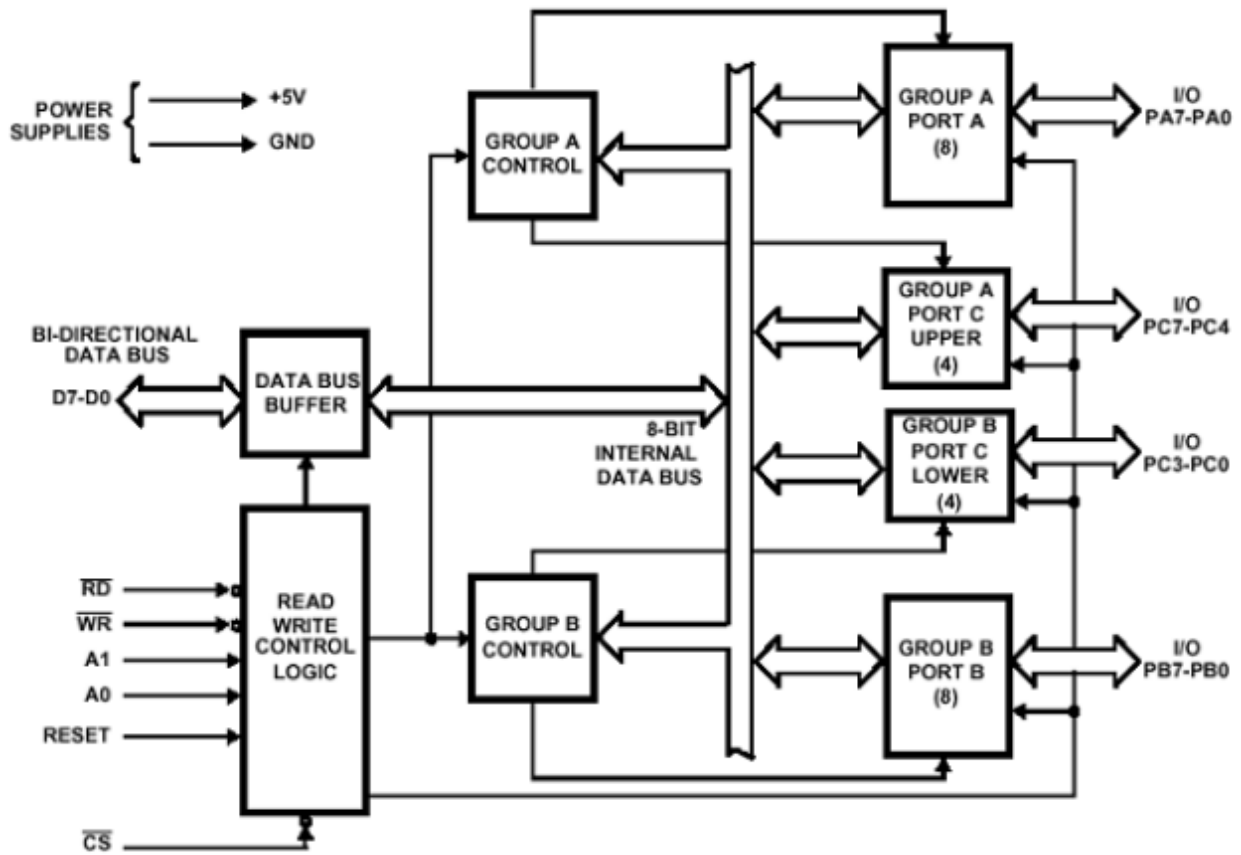 POWER
SUPPLIES
+5V
GND
GROUP A
CONTROL
GROUP A
PORT A
(8)
I/O
PA7-PA0
GROUP A
PORT C
UPPER
(4)
I/O
PC7-PC4
BI-DIRECTIONAL
DATA BUS
D7-D0
DATA BUS
BUFFER
8-BIT
INTERNAL
DATA BUS
GROUP B
PORT C
LOWER
(4)
I/O
PC3-PC0
RD
WR
A1
A0
RESET
CS
READ
WRITE
CONTROL
LOGIC
GROUP B
CONTROL
GROUP B
PORT B
(8)
I/O
PB7-PB0